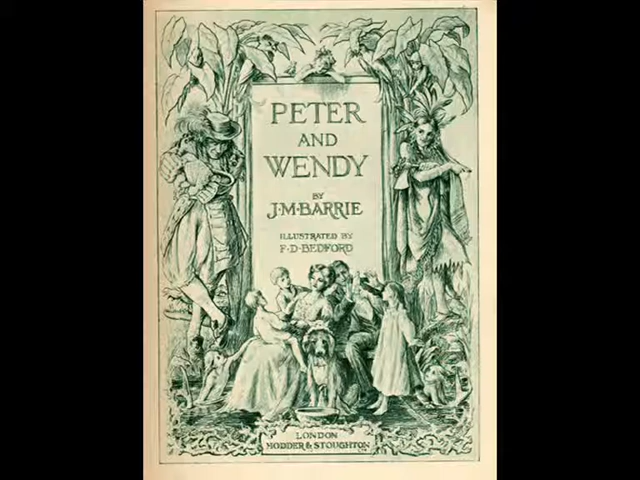 PETER
AND
WENDY
BY
J·M·BARRIE
ILLUSTRATED BY
F·D·BEDFORD
LONDON
HODDER & STOUGHTON